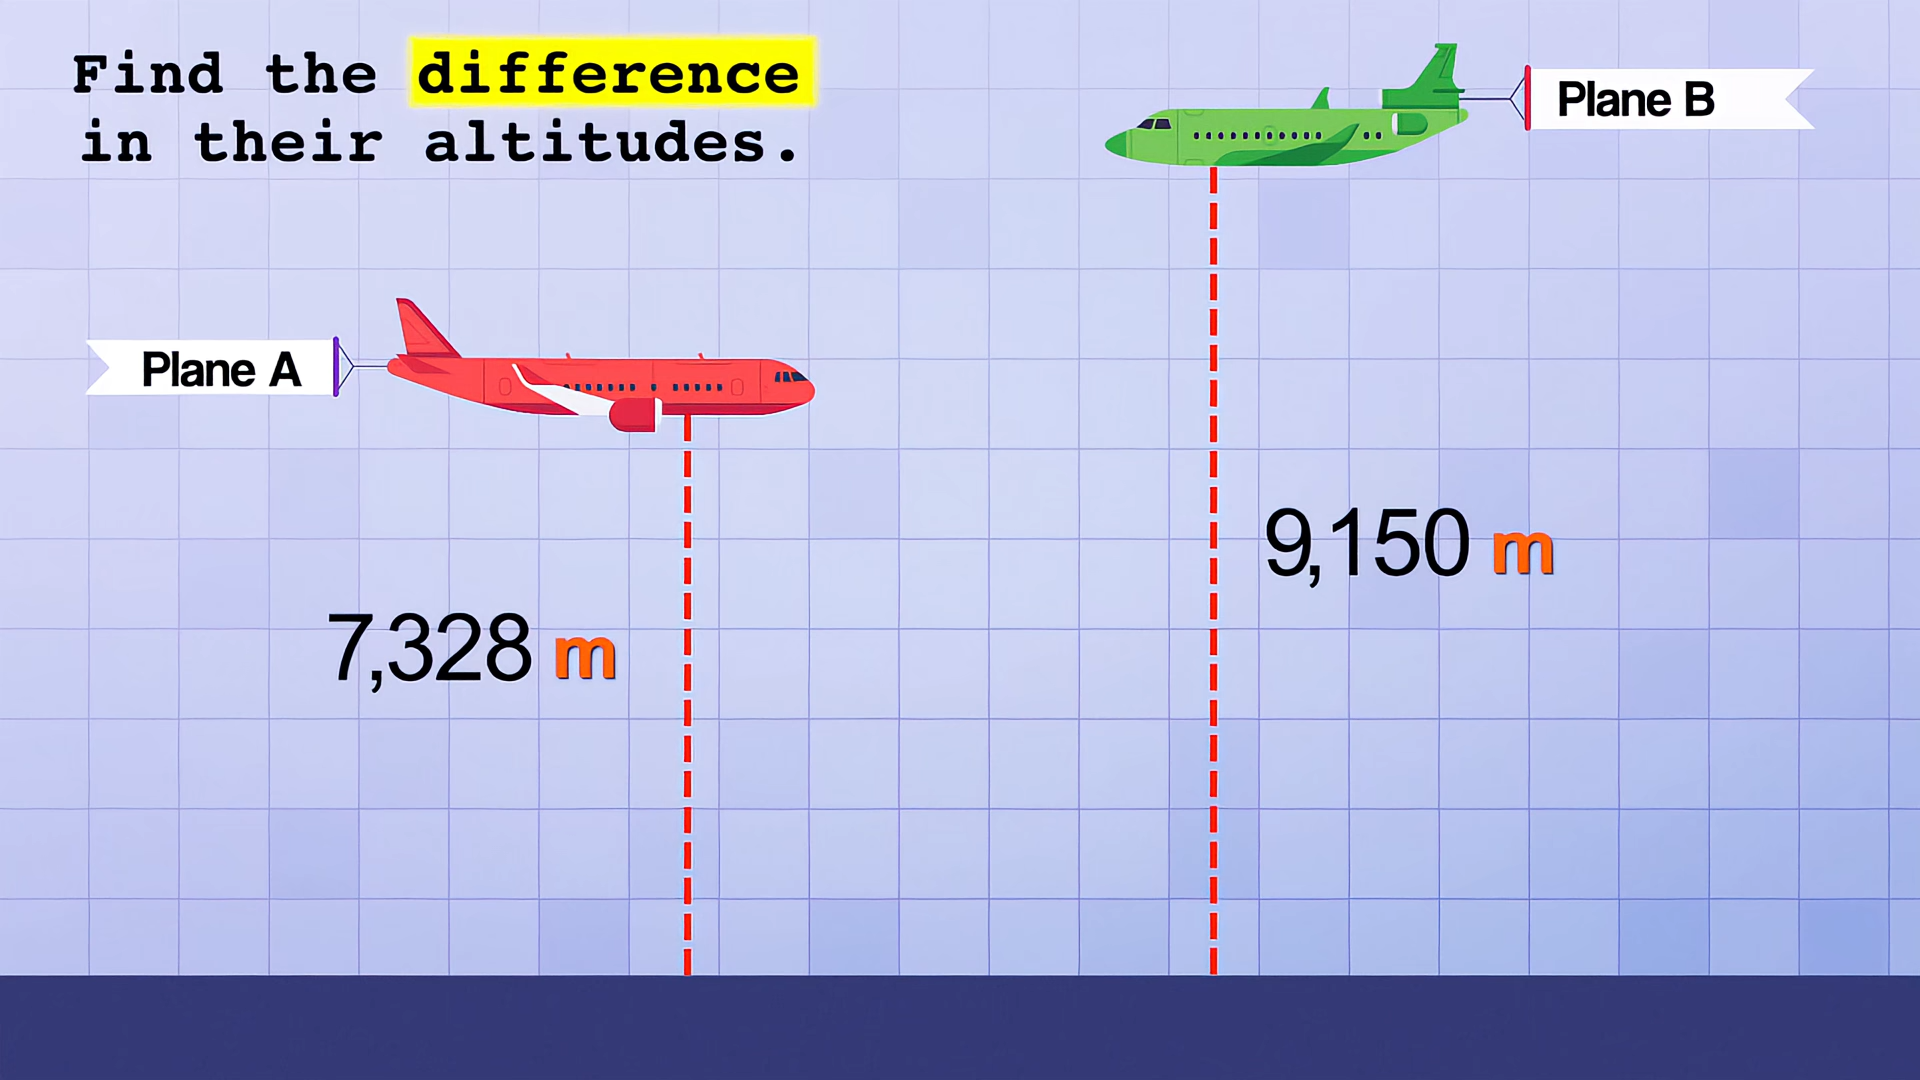 Find the difference
in their altitudes.
Plane B
Plane A
9,150 m
7,328 m